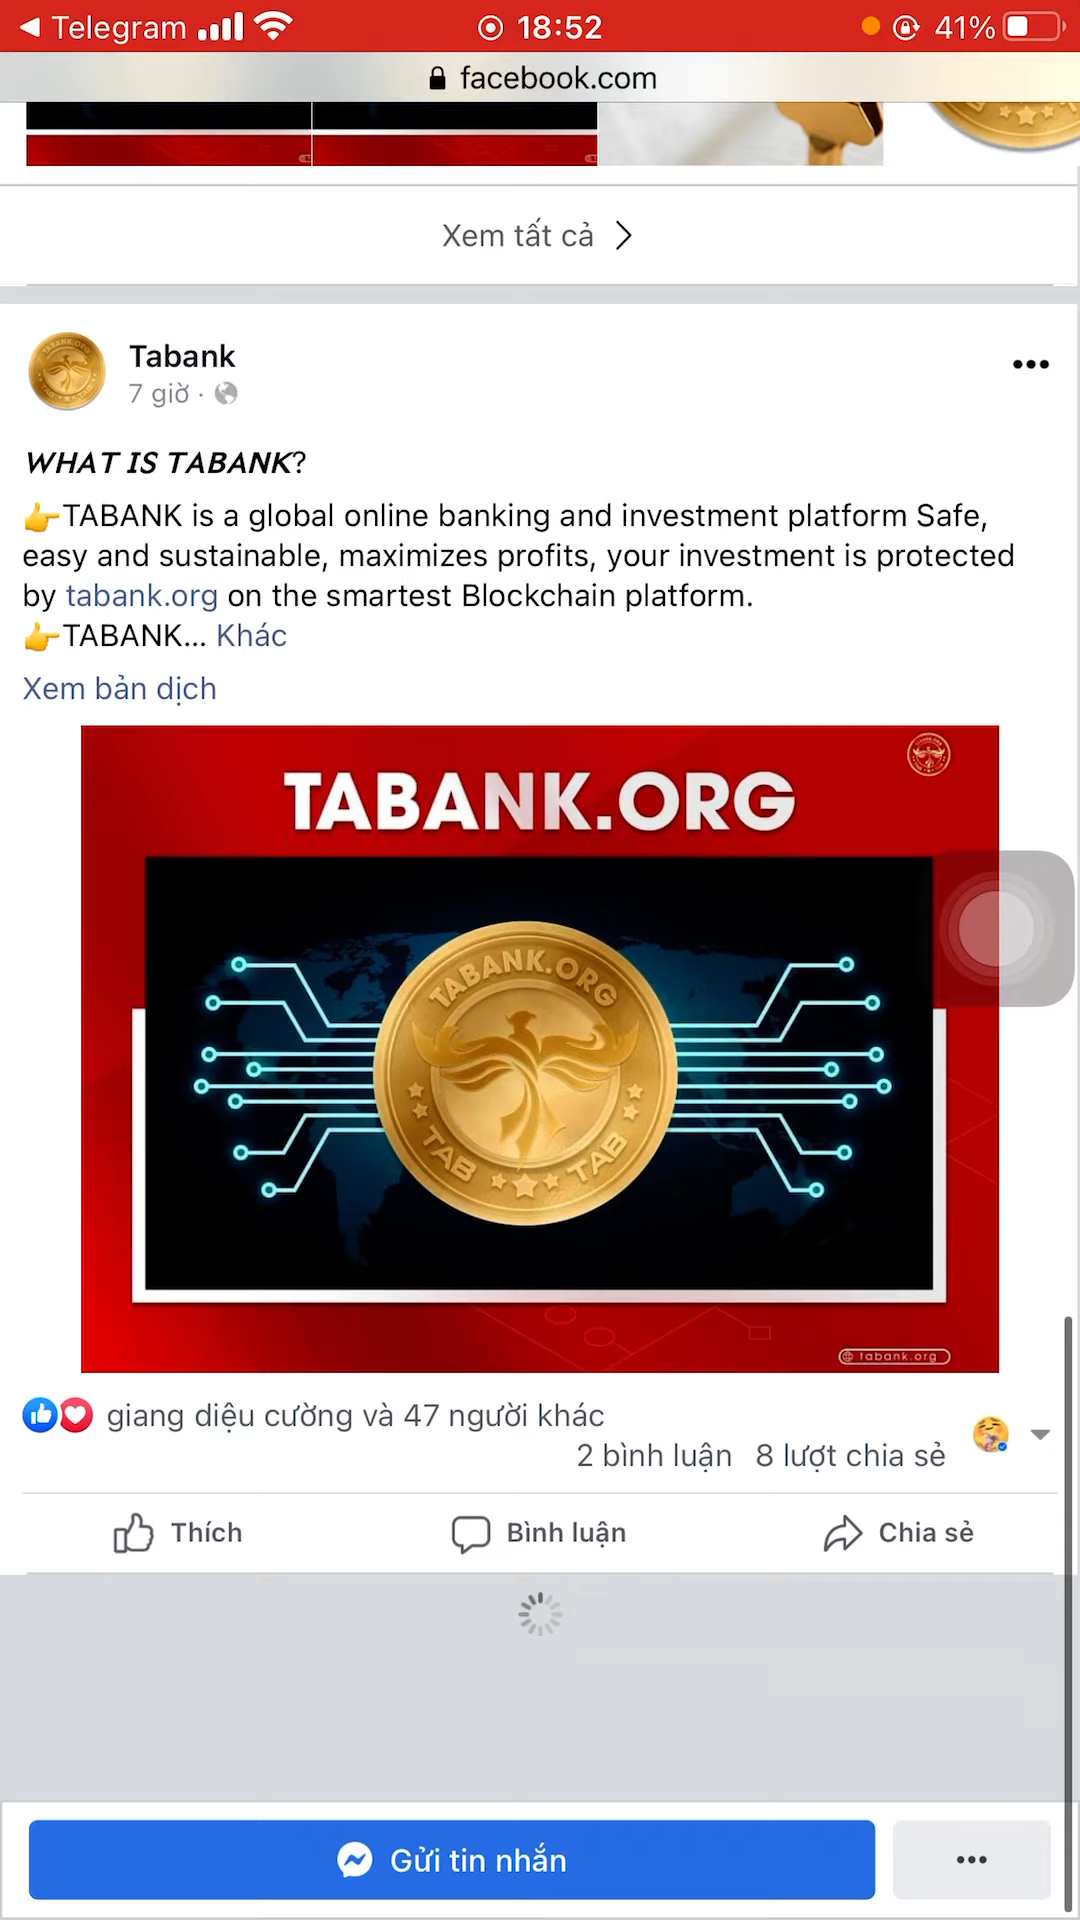 Telegram 18:52 41%
facebook.com
Xem tất cả
Tabank
7 giờ ·
WHAT IS TABANK?
👉TABANK is a global online banking and investment platform Safe,
easy and sustainable, maximizes profits, your investment is protected
by tabank.org on the smartest Blockchain platform.
👉TABANK... Khác
Xem bản dịch
TABANK.ORG
TABANK.ORG
TAB TAB
tabank.org
giang diệu cường và 47 người khác
2 bình luận 8 lượt chia sẻ
Thích Bình luận Chia sẻ
Gửi tin nhắn